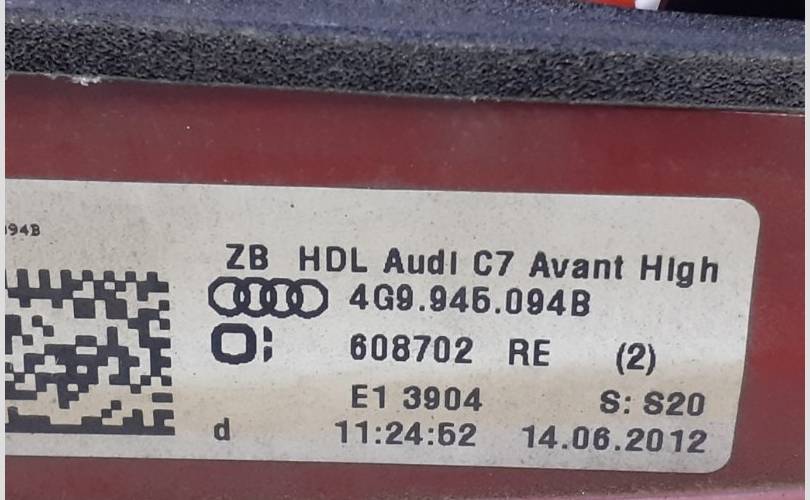 094B
ZB HDL Audi C7 Avant High
4G9.945.094B
608702 RE (2)
E1 3904 S: S20
d 11:24:52 14.06.2012